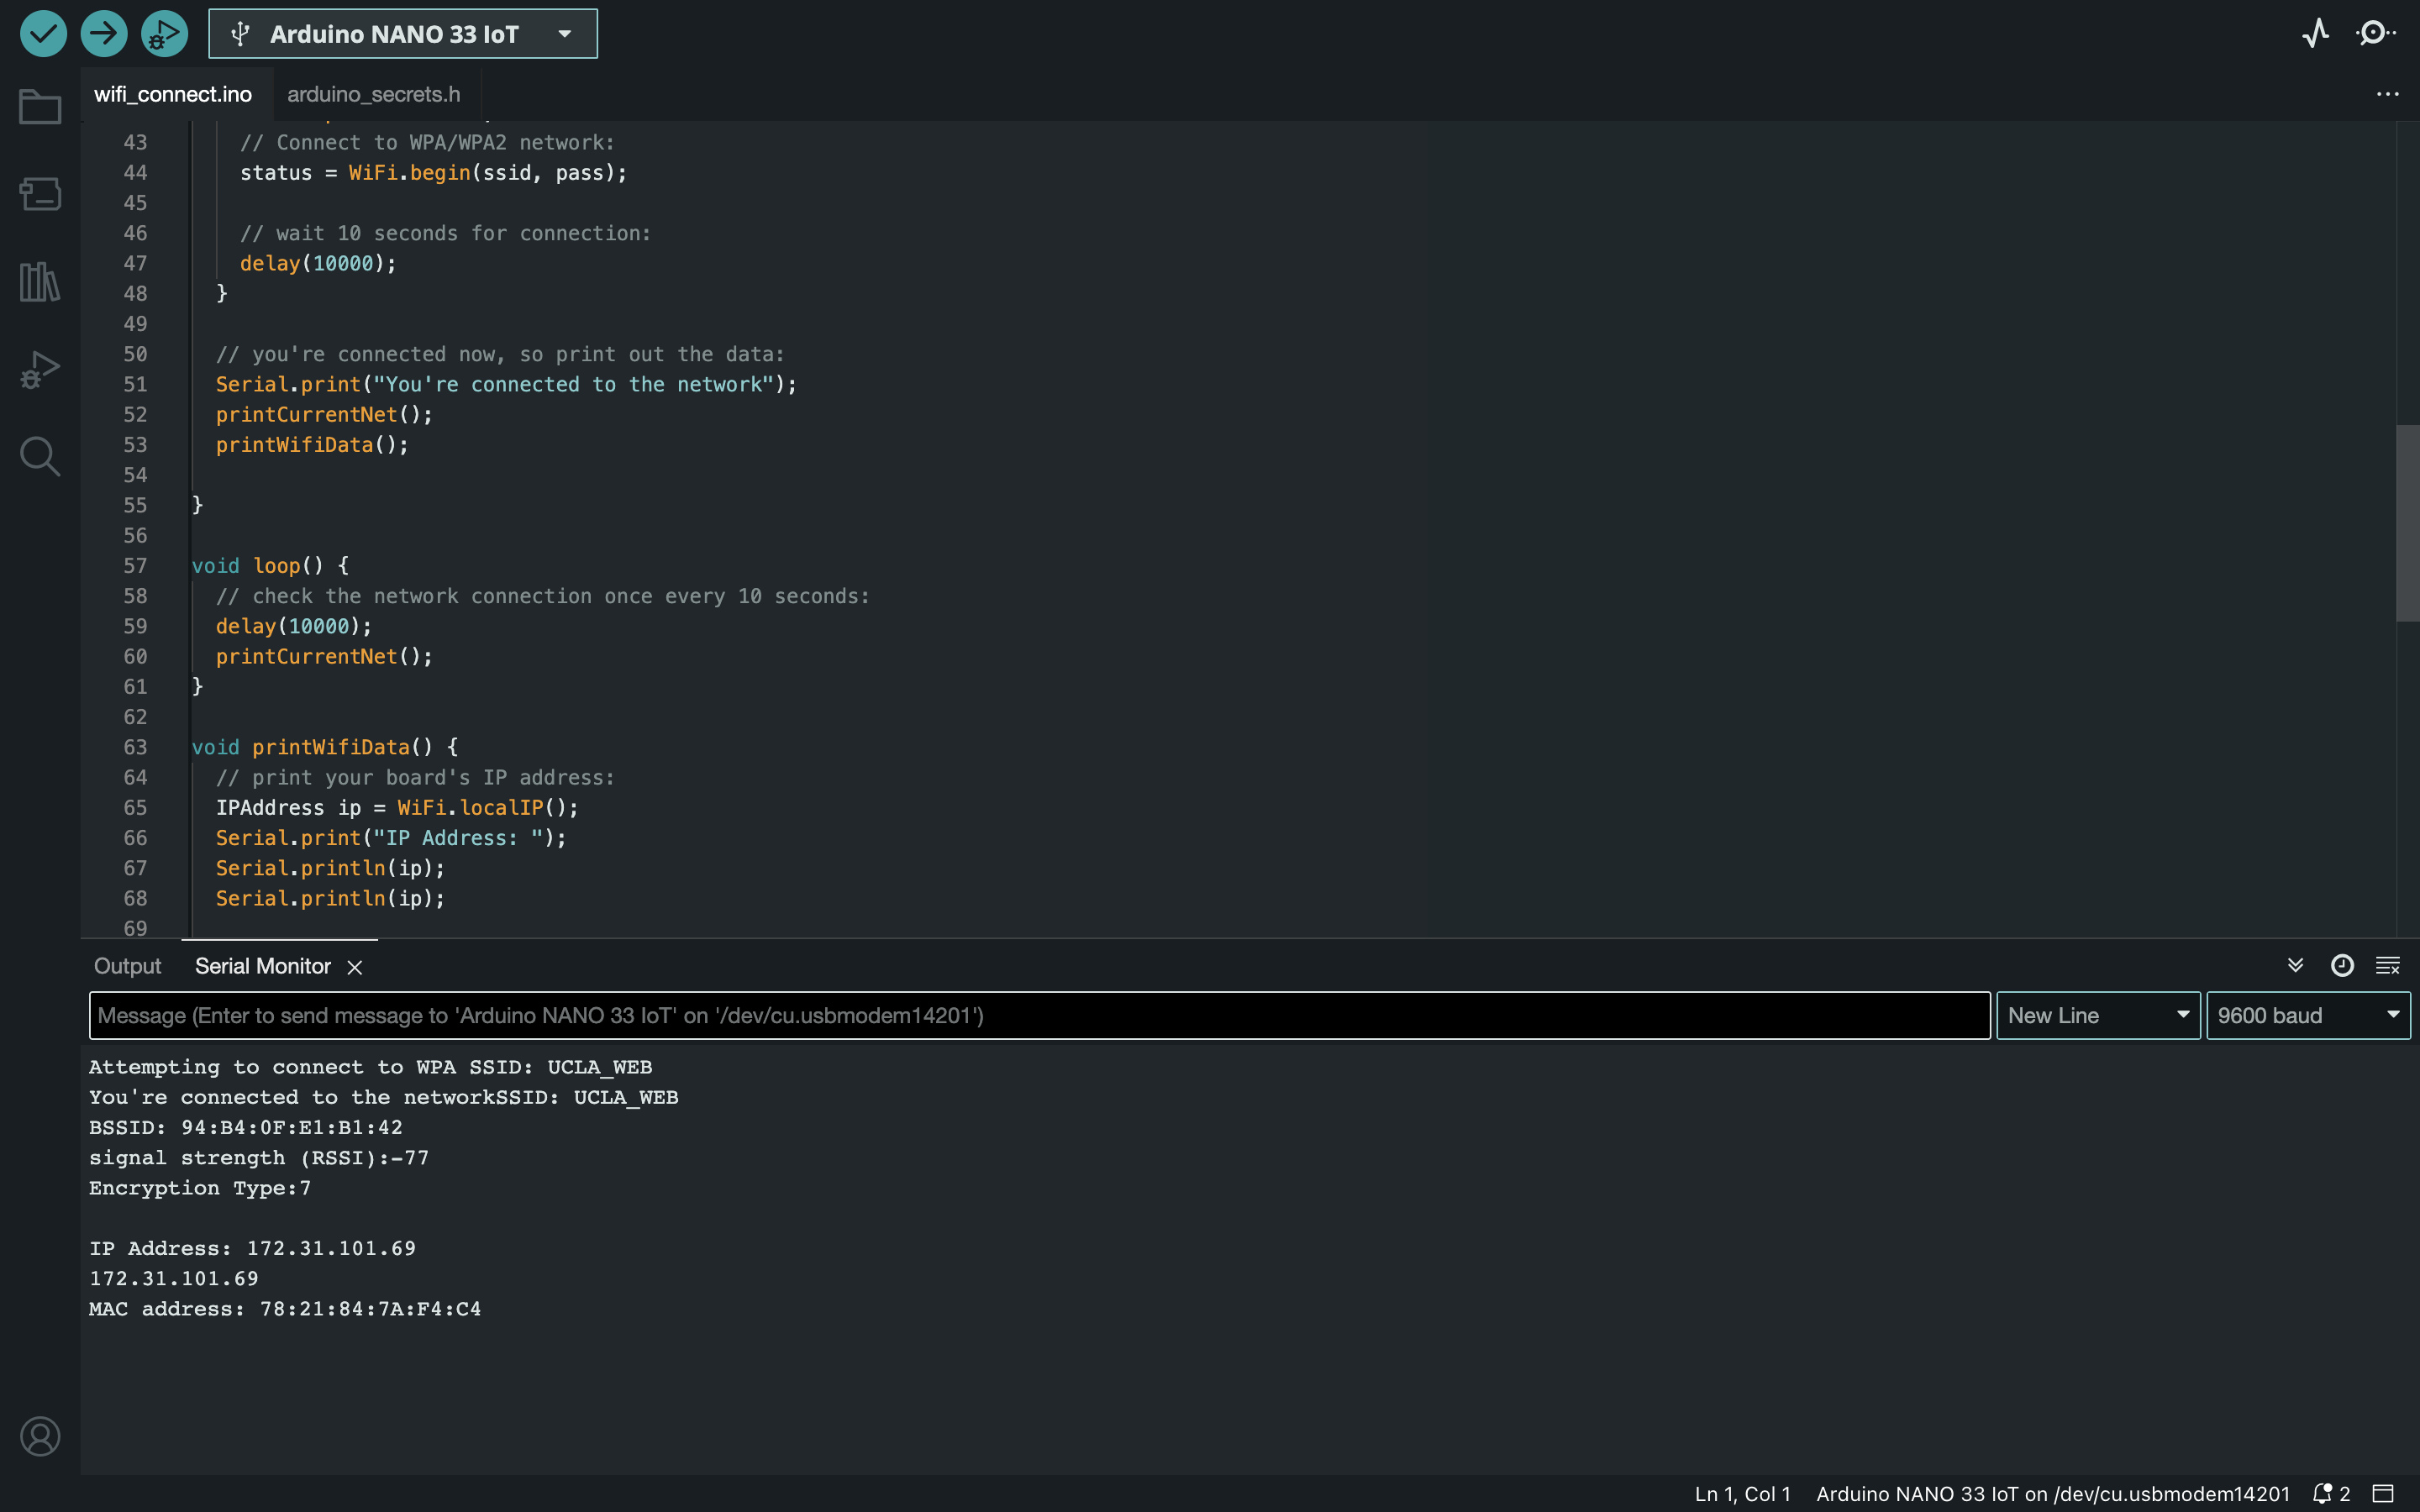 Arduino NANO 33 IoT
wifi_connect.ino
arduino_secrets.h
43 // Connect to WPA/WPA2 network:
44 status = WiFi.begin(ssid, pass);
45
46 // wait 10 seconds for connection:
47 delay(10000);
48 }
49
50 // you're connected now, so print out the data:
51 Serial.print("You're connected to the network");
52 printCurrentNet();
53 printWifiData();
54
55 }
56
57 void loop() {
58 // check the network connection once every 10 seconds:
59 delay(10000);
60 printCurrentNet();
61 }
62
63 void printWifiData() {
64 // print your board's IP address:
65 IPAddress ip = WiFi.localIP();
66 Serial.print("IP Address: ");
67 Serial.println(ip);
68 Serial.println(ip);
69
Output Serial Monitor
Message (Enter to send message to 'Arduino NANO 33 IoT' on '/dev/cu.usbmodem14201')
New Line
9600 baud
Attempting to connect to WPA SSID: UCLA_WEB
You're connected to the networkSSID: UCLA_WEB
BSSID: 94:B4:0F:E1:B1:42
signal strength (RSSI):-77
Encryption Type:7
IP Address: 172.31.101.69
172.31.101.69
MAC address: 78:21:84:7A:F4:C4
Ln 1, Col 1 Arduino NANO 33 IoT on /dev/cu.usbmodem14201 2